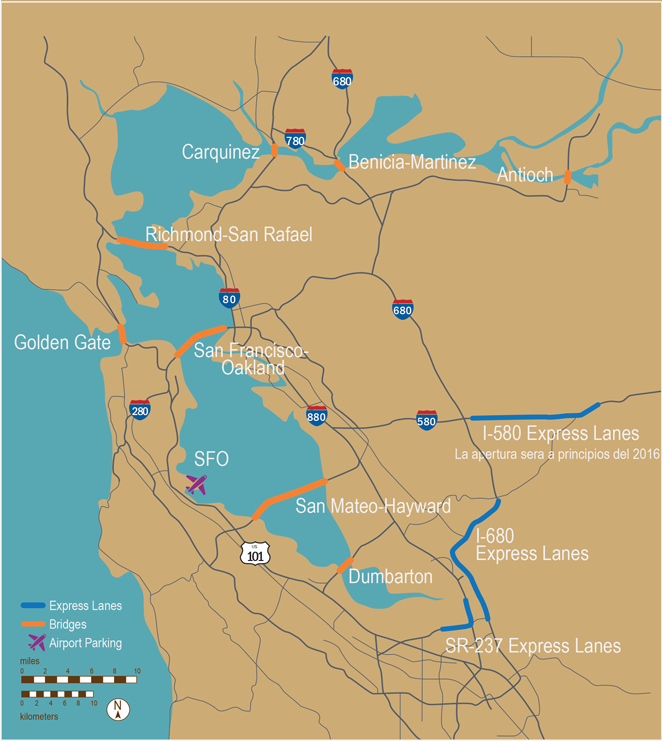 680
780
Carquinez
Benicia-Martinez
Antioch
Richmond-San Rafael
80
680
Golden Gate
San Francisco-
Oakland
280
880
580
I-580 Express Lanes
La apertura sera a principios del 2016
SFO
San Mateo-Hayward
I-680
Express Lanes
US
101
Dumbarton
Express Lanes
Bridges
Airport Parking
SR-237 Express Lanes
miles
0 2 4 6 8 10
0 2 4 6 8 10
kilometers
N